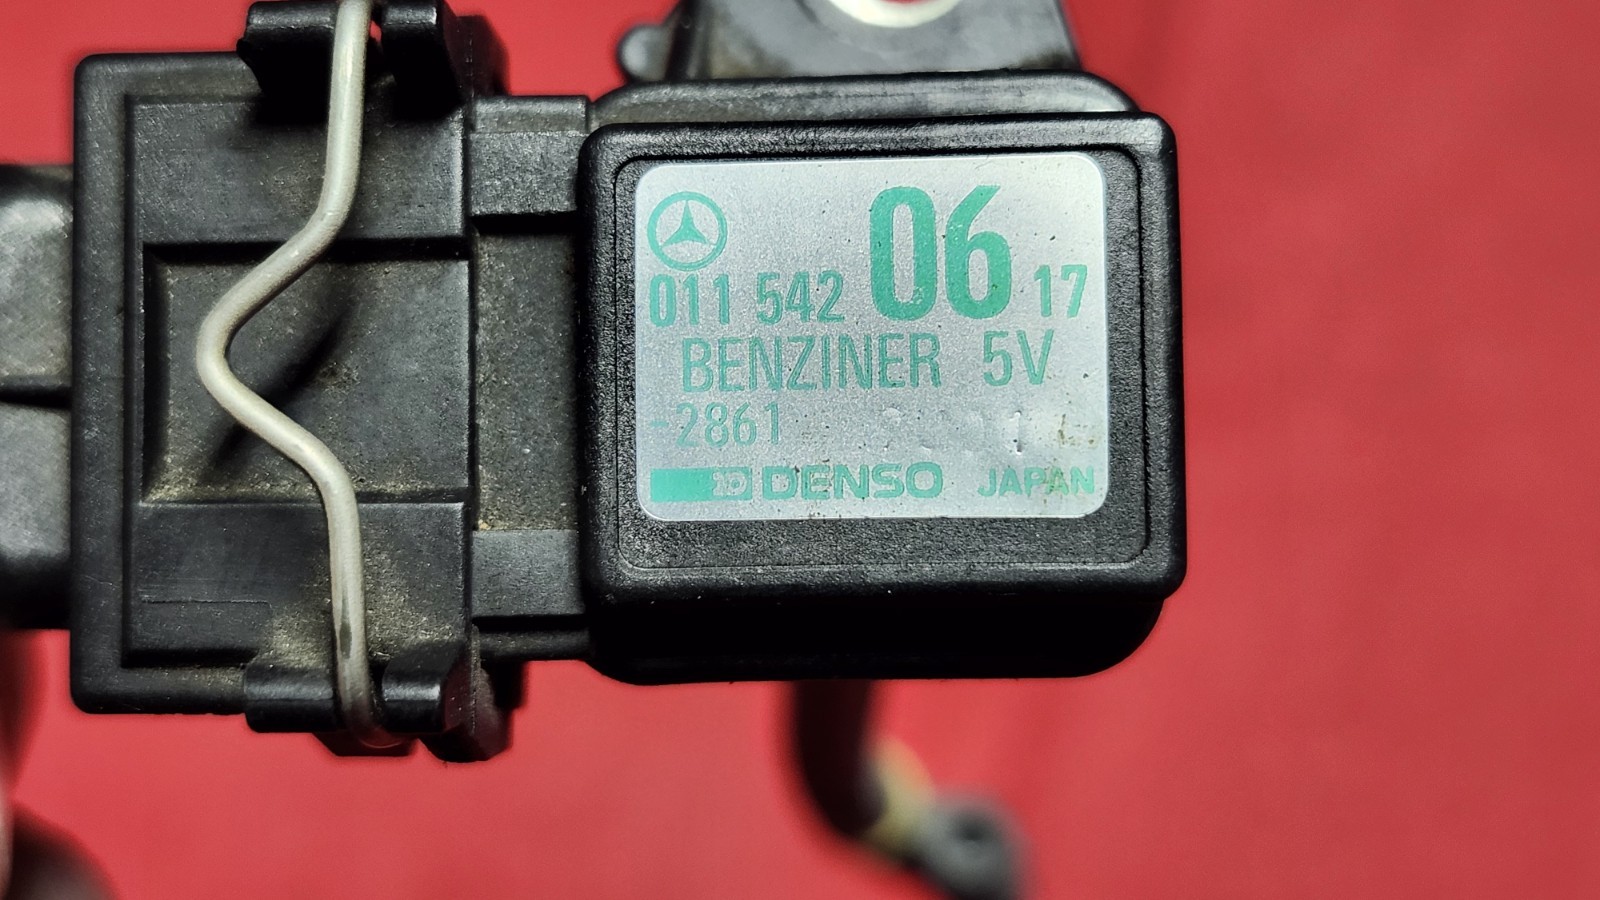 011 542 06 17
BENZINER 5V
-2861
DENSO JAPAN